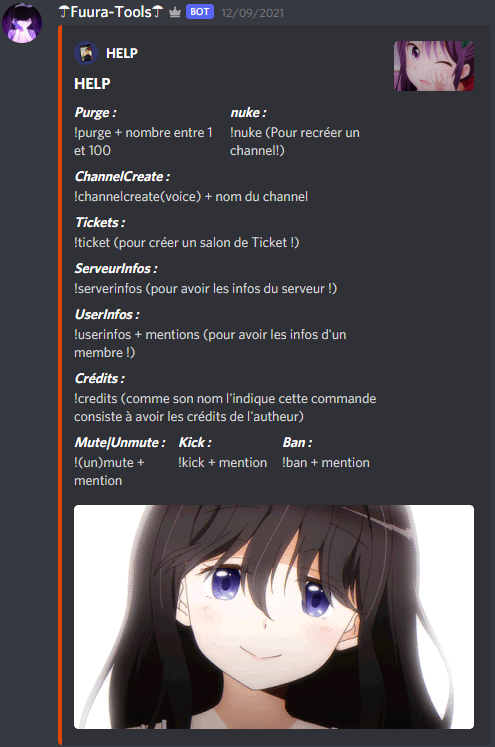 ☂Fuura-Tools☂ BOT 12/09/2021
HELP
HELP
Purge :
!purge + nombre entre 1
et 100
nuke :
!nuke (Pour recréer un
channel!)
ChannelCreate :
!channelcreate(voice) + nom du channel
Tickets :
!ticket (pour créer un salon de Ticket !)
ServeurInfos :
!serverinfos (pour avoir les infos du serveur !)
UserInfos :
!userinfos + mentions (pour avoir les infos d'un
membre !)
Crédits :
!credits (comme son nom l'indique cette commande
consiste à avoir les crédits de l'autheur)
Mute|Unmute :
!(un)mute +
mention
Kick :
!kick + mention
Ban :
!ban + mention